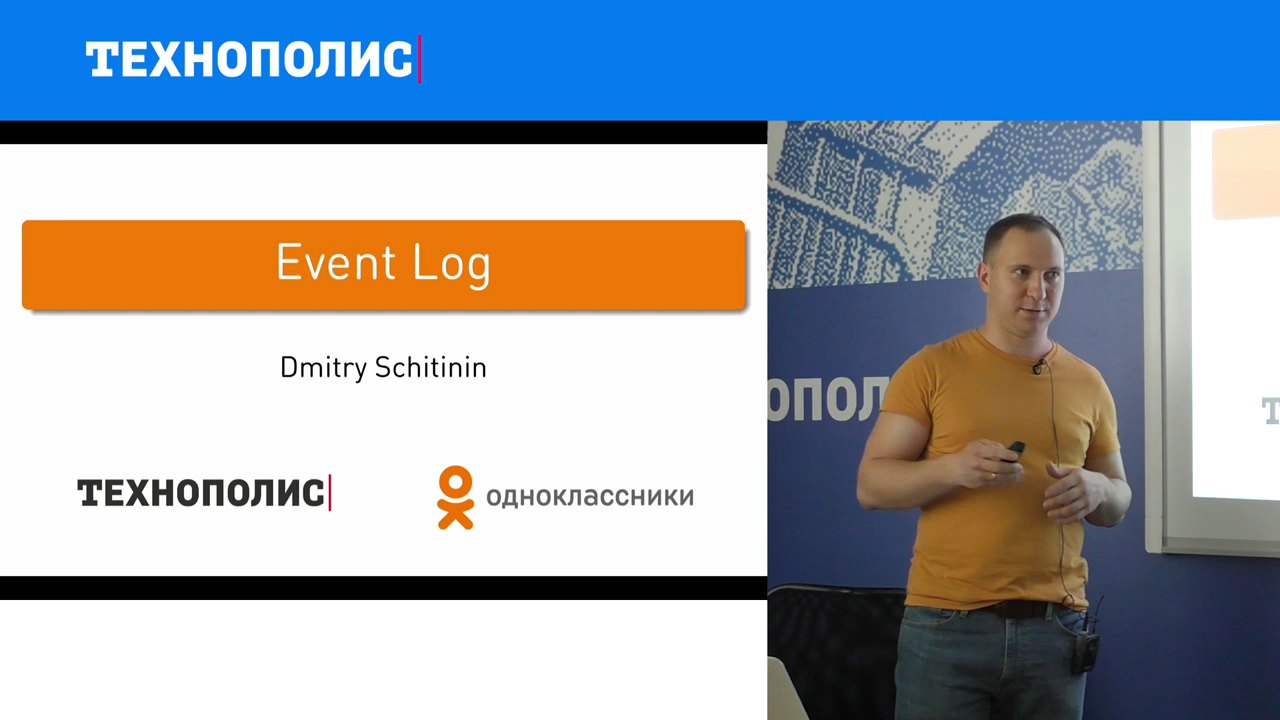 ТЕХНОПОЛИС
Event Log
Dmitry Schitinin
ТЕХНОПОЛИС
одноклассники
ОПОЛ
Т